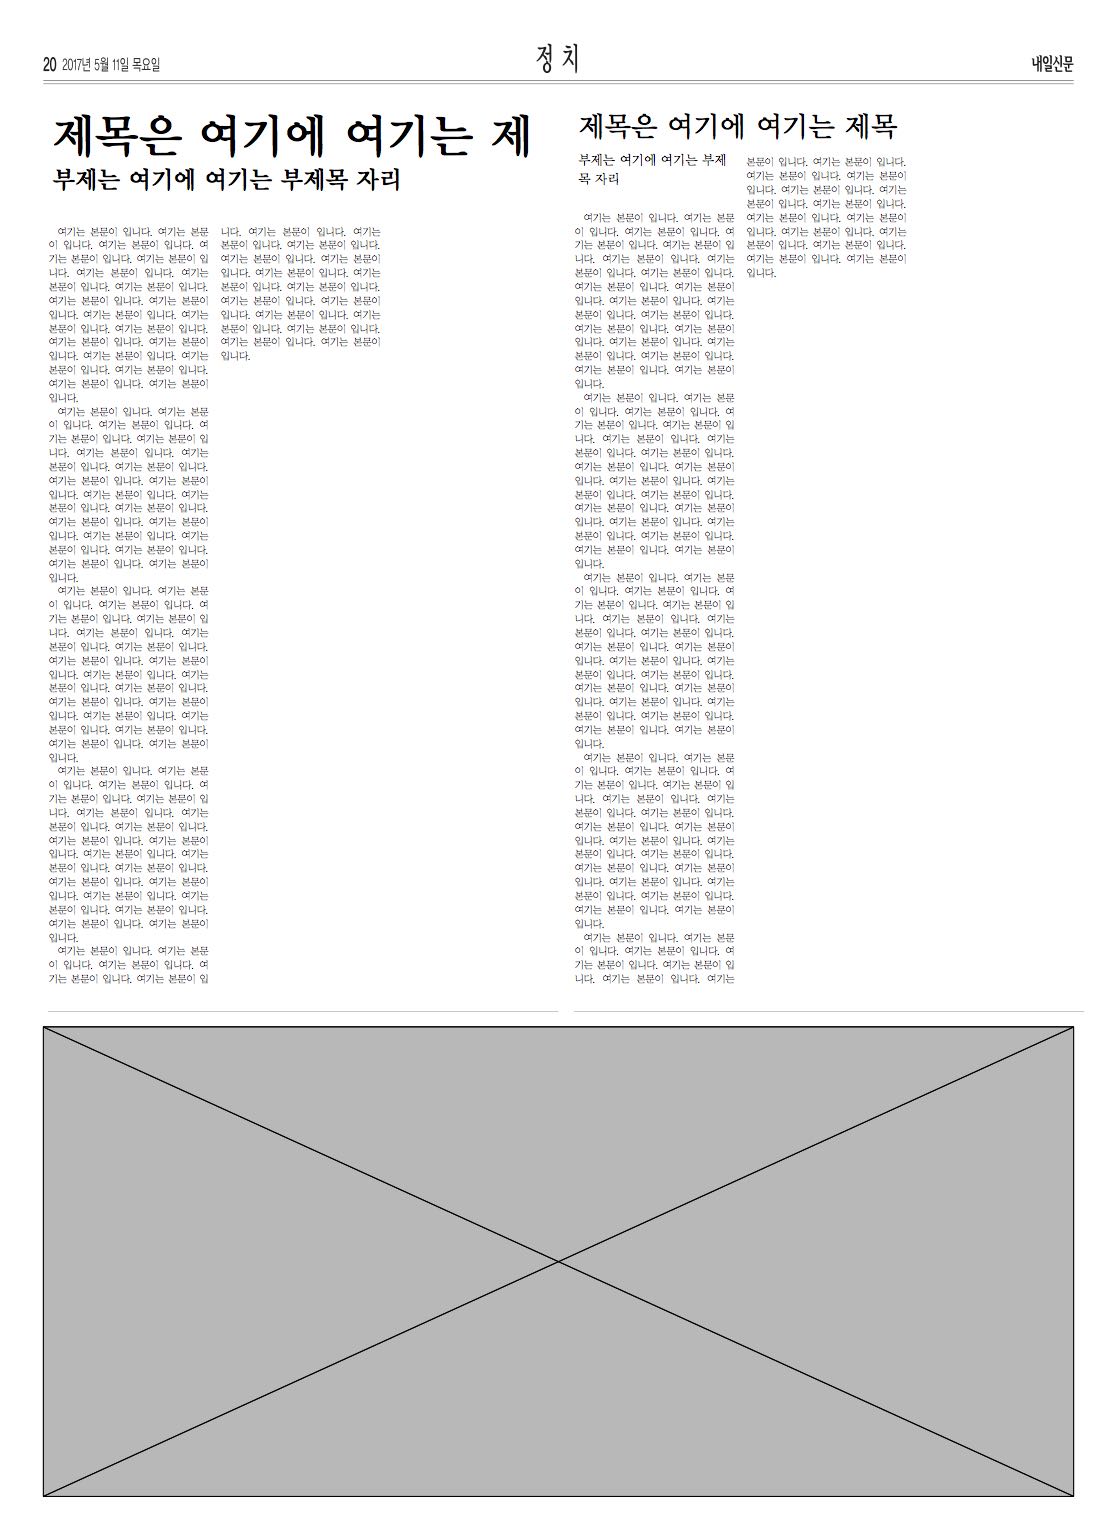 20 2017년 5월 11일 목요일
정 치
내일신문
제목은 여기에 여기는 제
부제는 여기에 여기는 부제목 자리
여기는 본문이 입니다. 여기는 본문
이 입니다. 여기는 본문이 입니다. 여
기는 본문이 입니다. 여기는 본문이 입
니다. 여기는 본문이 입니다. 여기는
본문이 입니다. 여기는 본문이 입니다.
여기는 본문이 입니다. 여기는 본문이
입니다. 여기는 본문이 입니다. 여기는
본문이 입니다. 여기는 본문이 입니다.
여기는 본문이 입니다. 여기는 본문이
입니다. 여기는 본문이 입니다. 여기는
본문이 입니다. 여기는 본문이 입니다.
여기는 본문이 입니다. 여기는 본문이
입니다.
여기는 본문이 입니다. 여기는 본문
이 입니다. 여기는 본문이 입니다. 여
기는 본문이 입니다. 여기는 본문이 입
니다. 여기는 본문이 입니다. 여기는
본문이 입니다. 여기는 본문이 입니다.
여기는 본문이 입니다. 여기는 본문이
입니다. 여기는 본문이 입니다. 여기는
본문이 입니다. 여기는 본문이 입니다.
여기는 본문이 입니다. 여기는 본문이
입니다. 여기는 본문이 입니다. 여기는
본문이 입니다. 여기는 본문이 입니다.
여기는 본문이 입니다. 여기는 본문이
입니다.
여기는 본문이 입니다. 여기는 본문
이 입니다. 여기는 본문이 입니다. 여
기는 본문이 입니다. 여기는 본문이 입
니다. 여기는 본문이 입니다. 여기는
본문이 입니다. 여기는 본문이 입니다.
여기는 본문이 입니다. 여기는 본문이
입니다. 여기는 본문이 입니다. 여기는
본문이 입니다. 여기는 본문이 입니다.
여기는 본문이 입니다. 여기는 본문이
입니다. 여기는 본문이 입니다. 여기는
본문이 입니다. 여기는 본문이 입니다.
여기는 본문이 입니다. 여기는 본문이
입니다.
여기는 본문이 입니다. 여기는 본문
이 입니다. 여기는 본문이 입니다. 여
기는 본문이 입니다. 여기는 본문이 입
니다. 여기는 본문이 입니다. 여기는
본문이 입니다. 여기는 본문이 입니다.
여기는 본문이 입니다. 여기는 본문이
입니다. 여기는 본문이 입니다. 여기는
본문이 입니다. 여기는 본문이 입니다.
여기는 본문이 입니다. 여기는 본문이
입니다. 여기는 본문이 입니다. 여기는
본문이 입니다. 여기는 본문이 입니다.
여기는 본문이 입니다. 여기는 본문이
입니다.
여기는 본문이 입니다. 여기는 본문
이 입니다. 여기는 본문이 입니다. 여
기는 본문이 입니다. 여기는 본문이 입
니다. 여기는 본문이 입니다. 여기는
본문이 입니다. 여기는 본문이 입니다.
여기는 본문이 입니다. 여기는 본문이
입니다. 여기는 본문이 입니다. 여기는
본문이 입니다. 여기는 본문이 입니다.
여기는 본문이 입니다. 여기는 본문이
입니다. 여기는 본문이 입니다. 여기는
본문이 입니다. 여기는 본문이 입니다.
여기는 본문이 입니다. 여기는 본문이
입니다.
제목은 여기에 여기는 제목
부제는 여기에 여기는 부제
목 자리
여기는 본문이 입니다. 여기는 본문
이 입니다. 여기는 본문이 입니다. 여
기는 본문이 입니다. 여기는 본문이 입
니다. 여기는 본문이 입니다. 여기는
본문이 입니다. 여기는 본문이 입니다.
여기는 본문이 입니다. 여기는 본문이
입니다. 여기는 본문이 입니다. 여기는
본문이 입니다. 여기는 본문이 입니다.
여기는 본문이 입니다. 여기는 본문이
입니다. 여기는 본문이 입니다. 여기는
본문이 입니다. 여기는 본문이 입니다.
여기는 본문이 입니다. 여기는 본문이
입니다.
여기는 본문이 입니다. 여기는 본문
이 입니다. 여기는 본문이 입니다. 여
기는 본문이 입니다. 여기는 본문이 입
니다. 여기는 본문이 입니다. 여기는
본문이 입니다. 여기는 본문이 입니다.
여기는 본문이 입니다. 여기는 본문이
입니다. 여기는 본문이 입니다. 여기는
본문이 입니다. 여기는 본문이 입니다.
여기는 본문이 입니다. 여기는 본문이
입니다. 여기는 본문이 입니다. 여기는
본문이 입니다. 여기는 본문이 입니다.
여기는 본문이 입니다. 여기는 본문이
입니다.
여기는 본문이 입니다. 여기는 본문
이 입니다. 여기는 본문이 입니다. 여
기는 본문이 입니다. 여기는 본문이 입
니다. 여기는 본문이 입니다. 여기는
본문이 입니다. 여기는 본문이 입니다.
여기는 본문이 입니다. 여기는 본문이
입니다. 여기는 본문이 입니다. 여기는
본문이 입니다. 여기는 본문이 입니다.
여기는 본문이 입니다. 여기는 본문이
입니다. 여기는 본문이 입니다. 여기는
본문이 입니다. 여기는 본문이 입니다.
여기는 본문이 입니다. 여기는 본문이
입니다.
여기는 본문이 입니다. 여기는 본문
이 입니다. 여기는 본문이 입니다. 여
기는 본문이 입니다. 여기는 본문이 입
니다. 여기는 본문이 입니다. 여기는
본문이 입니다. 여기는 본문이 입니다.
여기는 본문이 입니다. 여기는 본문이
입니다. 여기는 본문이 입니다. 여기는
본문이 입니다. 여기는 본문이 입니다.
여기는 본문이 입니다. 여기는 본문이
입니다. 여기는 본문이 입니다. 여기는
본문이 입니다. 여기는 본문이 입니다.
여기는 본문이 입니다. 여기는 본문이
입니다.
여기는 본문이 입니다. 여기는 본문
이 입니다. 여기는 본문이 입니다. 여
기는 본문이 입니다. 여기는 본문이 입
니다. 여기는 본문이 입니다. 여기는
본문이 입니다. 여기는 본문이 입니다.
여기는 본문이 입니다. 여기는 본문이
입니다. 여기는 본문이 입니다. 여기는
본문이 입니다. 여기는 본문이 입니다.
여기는 본문이 입니다. 여기는 본문이
입니다. 여기는 본문이 입니다. 여기는
본문이 입니다. 여기는 본문이 입니다.
여기는 본문이 입니다. 여기는 본문이
입니다.